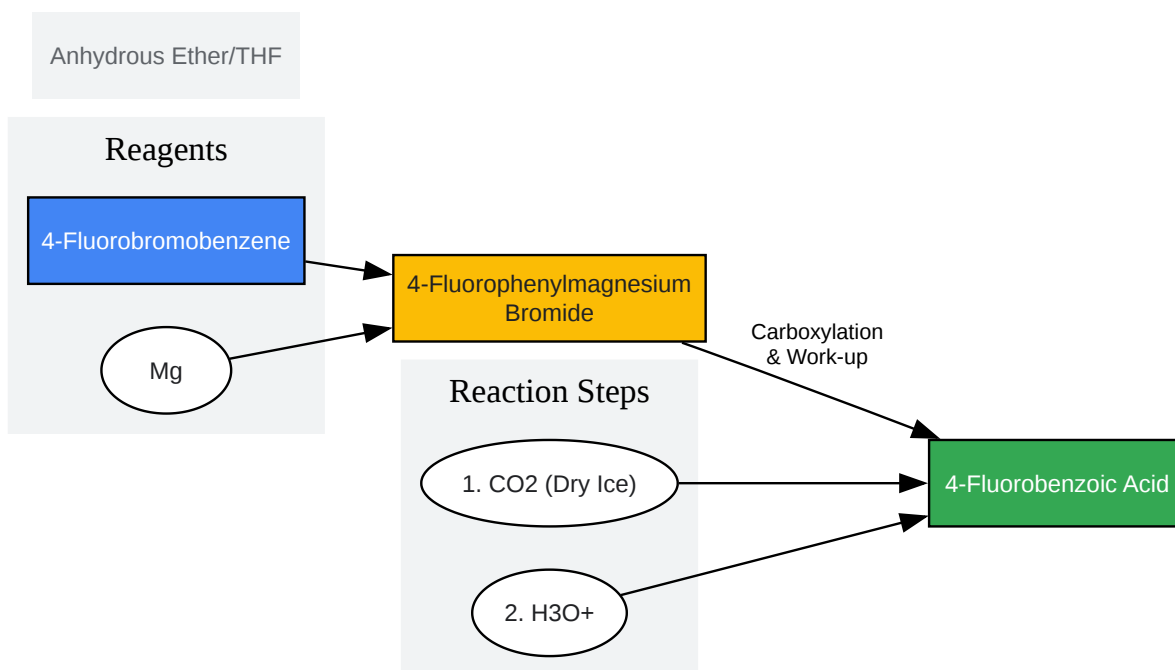 Anhydrous Ether/THF
Reagents
4-Fluorobromobenzene
Mg
4-Fluorophenylmagnesium
Bromide
Carboxylation
& Work-up
Reaction Steps
1. CO2 (Dry Ice)
2. H3O+
4-Fluorobenzoic Acid